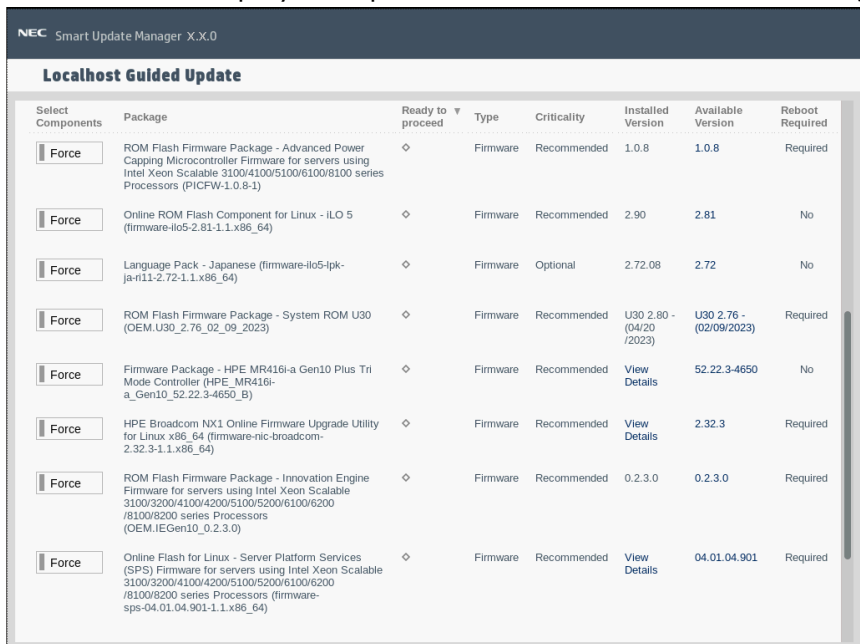 NEC Smart Update Manager X.X.0
Localhost Guided Update
Select Components
Package
Ready to proceed ▼
Type
Criticality
Installed Version
Available Version
Reboot Required
Force
ROM Flash Firmware Package - Advanced Power
Capping Microcontroller Firmware for servers using
Intel Xeon Scalable 3100/4100/5100/6100/8100 series
Processors (PICFW-1.0.8-1)
Firmware
Recommended
1.0.8
1.0.8
Required
Force
Online ROM Flash Component for Linux - iLO 5
(firmware-ilo5-2.81-1.1.x86_64)
Firmware
Recommended
2.90
2.81
No
Force
Language Pack - Japanese (firmware-ilo5-lpk-
ja-ri11-2.72-1.1.x86_64)
Firmware
Optional
2.72.08
2.72
No
Force
ROM Flash Firmware Package - System ROM U30
(OEM.U30_2.76_02_09_2023)
Firmware
Recommended
U30 2.80 -
(04/20
/2023)
U30 2.76 -
(02/09/2023)
Required
Force
Firmware Package - HPE MR416i-a Gen10 Plus Tri
Mode Controller (HPE_MR416i-
a_Gen10_52.22.3-4650_B)
Firmware
Recommended
View
Details
52.22.3-4650
No
Force
HPE Broadcom NX1 Online Firmware Upgrade Utility
for Linux x86_64 (firmware-nic-broadcom-
2.32.3-1.1.x86_64)
Firmware
Recommended
View
Details
2.32.3
Required
Force
ROM Flash Firmware Package - Innovation Engine
Firmware for servers using Intel Xeon Scalable
3100/3200/4100/4200/5100/5200/6100/6200
/8100/8200 series Processors
(OEM.IEGen10_0.2.3.0)
Firmware
Recommended
0.2.3.0
0.2.3.0
Required
Force
Online Flash for Linux - Server Platform Services
(SPS) Firmware for servers using Intel Xeon Scalable
3100/3200/4100/4200/5100/5200/6100/6200
/8100/8200 series Processors (firmware-
sps-04.01.04.901-1.1.x86_64)
Firmware
Recommended
View
Details
04.01.04.901
Required